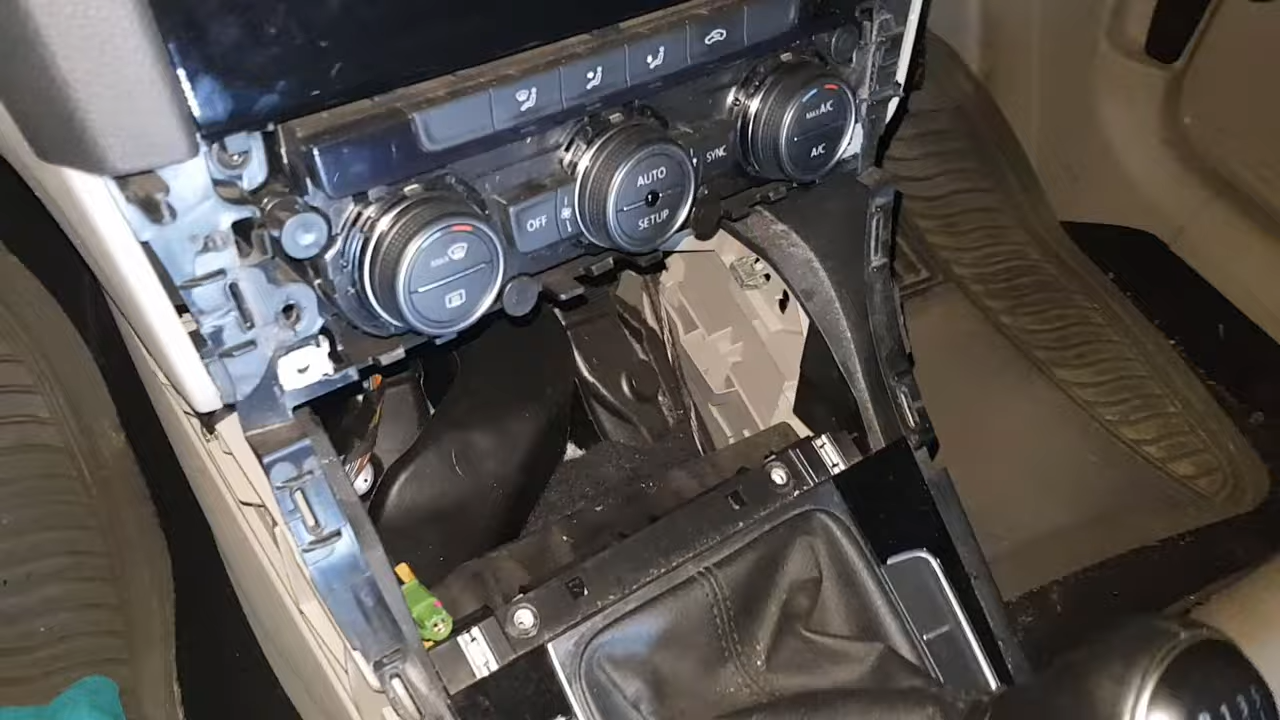 MAX A/C
A/C
SYNC
AUTO
SETUP
OFF
MAX